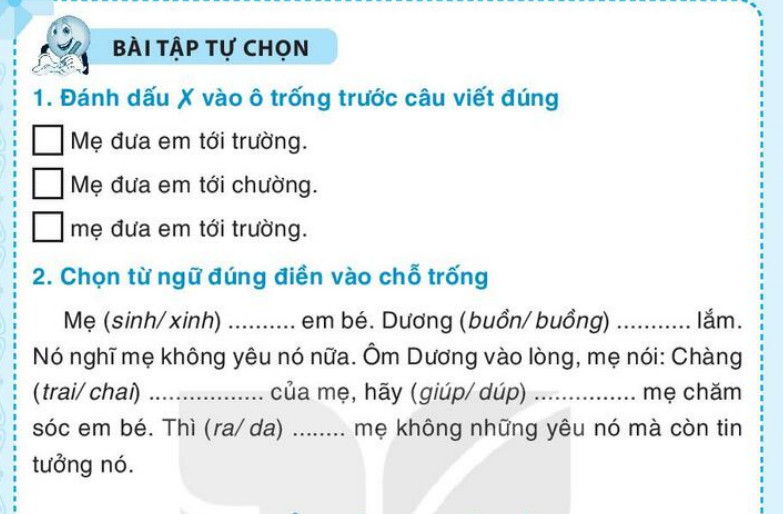 BÀI TẬP TỰ CHỌN
1. Đánh dấu ✗ vào ô trống trước câu viết đúng
Mẹ đưa em tới trường.
Mẹ đưa em tới chường.
mẹ đưa em tới trường.
2. Chọn từ ngữ đúng điền vào chỗ trống
Mẹ (sinh/ xinh) .......... em bé. Dương (buồn/ buồng) ........... lắm.
Nó nghĩ mẹ không yêu nó nữa. Ôm Dương vào lòng, mẹ nói: Chàng
(trai/ chai) ................. của mẹ, hãy (giúp/ dúp) ............... mẹ chăm
sóc em bé. Thì (ra/ da) ........ mẹ không những yêu nó mà còn tin
tưởng nó.